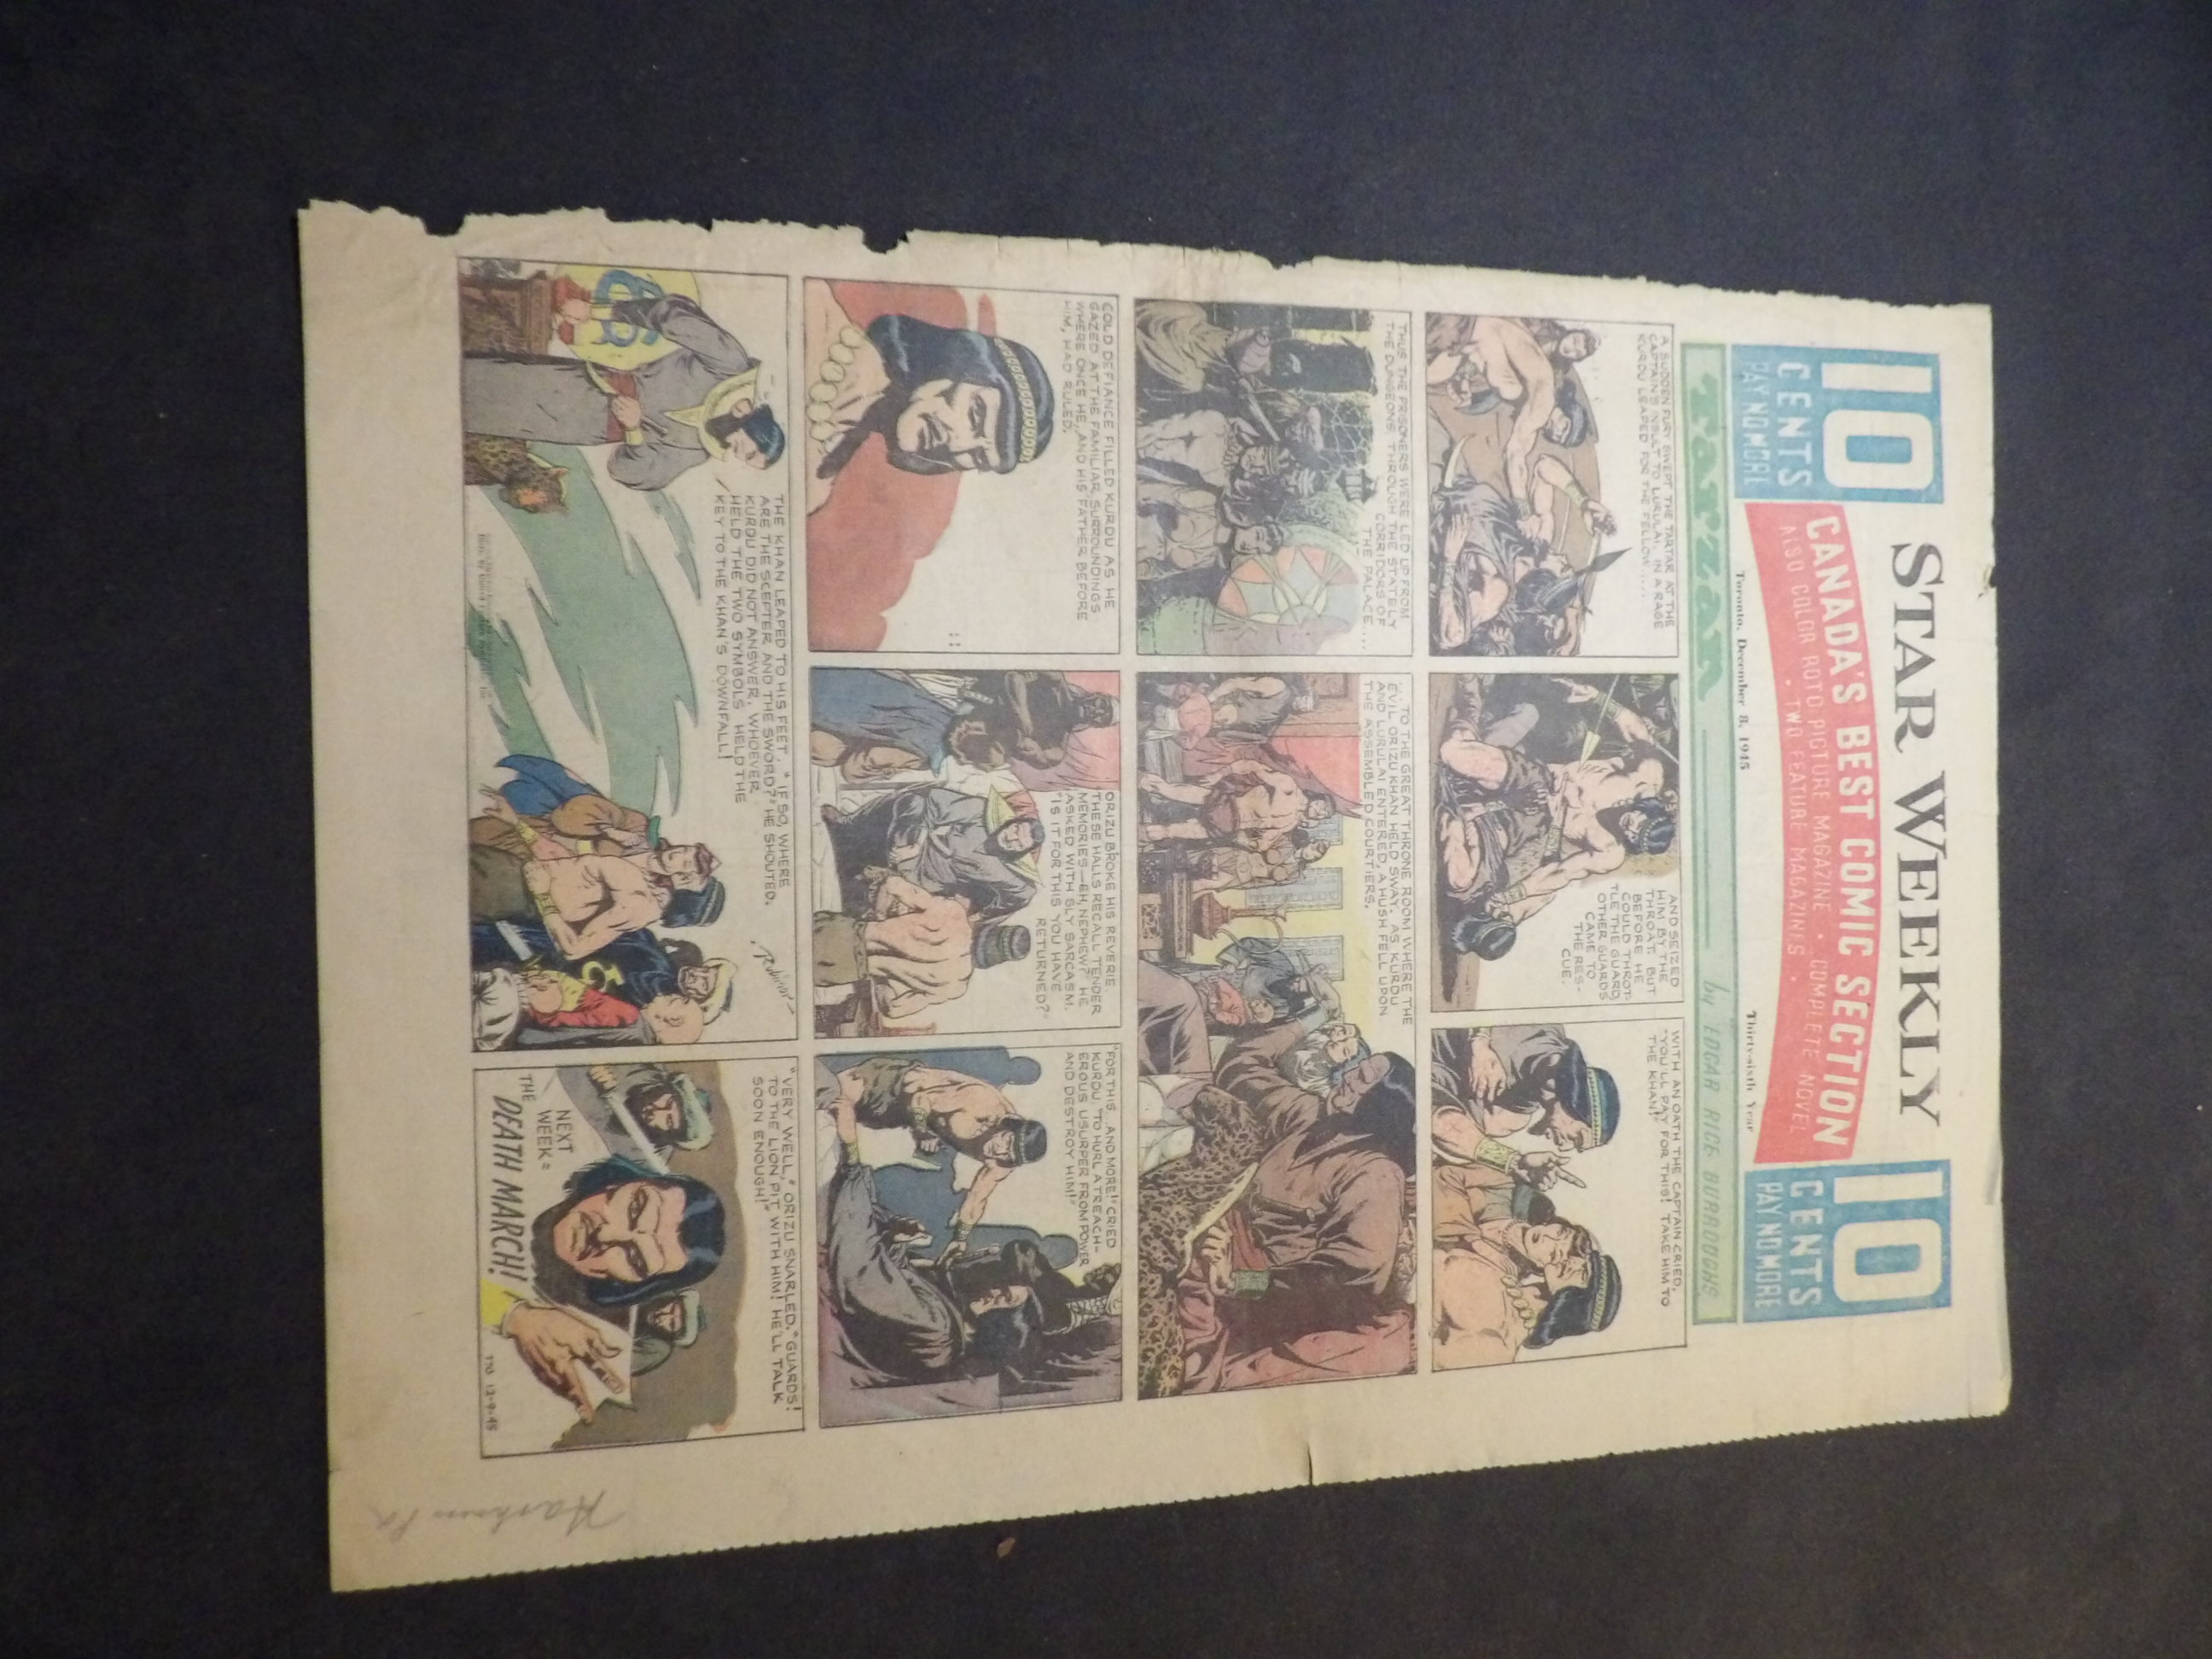 10
CENTS
PAY NO MORE
STAR WEEKLY
CANADA'S BEST COMIC SECTION
ALSO COLOR ROTO PICTURE MAGAZINE • COMPLETE NOVEL
• TWO FEATURE MAGAZINES •
10
CENTS
PAY NO MORE
Toronto, December 8, 1945
Thirty-sixth Year
Tarzan
by EDGAR RICE BURROUGHS
A SUDDEN FURY SWEPT THE TARTAR AT THE
CAPTAIN'S INSULT TO LURULAI. IN A RAGE
KURDU LEAPED FOR THE FELLOW.....
AND SEIZED
HIM BY THE
THROAT. BUT
BEFORE HE
COULD THROT-
TLE THE GUARD,
OTHER GUARDS
CAME TO
THE RES-
CUE.
WITH AN OATH THE CAPTAIN CRIED,
"YOU'LL PAY FOR THIS! TAKE HIM TO
THE KHAN!"
THUS THE PRISONERS WERE LED UP FROM
THE DUNGEONS, THROUGH THE STATELY
CORRIDORS OF
THE PALACE...
...TO THE GREAT THRONE ROOM WHERE THE
EVIL ORIZU KHAN HELD SWAY. AS KURDU
AND LURULAI ENTERED, A HUSH FELL UPON
THE ASSEMBLED COURTIERS.
COLD DEFIANCE FILLED KURDU AS HE
GAZED AT THE FAMILIAR SURROUNDINGS
WHERE ONCE HE, AND HIS FATHER BEFORE
HIM, HAD RULED.
ORIZU BROKE HIS REVERIE.
"THESE HALLS RECALL TENDER
MEMORIES—EH, NEPHEW?" HE
ASKED WITH SLY SARCASM.
"IS IT FOR THIS YOU HAVE
RETURNED?"
"FOR THIS, AND MORE!" CRIED
KURDU. "TO HURL A TREACH-
EROUS USURPER FROM POWER
AND DESTROY HIM!"
THE KHAN LEAPED TO HIS FEET. "IF SO, WHERE
ARE THE SCEPTER AND THE SWORD?" HE SHOUTED.
KURDU DID NOT ANSWER. WHOEVER
HELD THE TWO SYMBOLS HELD THE
KEY TO THE KHAN'S DOWNFALL!
Rubimor
"VERY WELL," ORIZU SNARLED. "GUARDS!
TO THE LION PIT WITH HIM! HE'LL TALK
SOON ENOUGH!"
NEXT
WEEK:
THE DEATH MARCH!
12-9-45